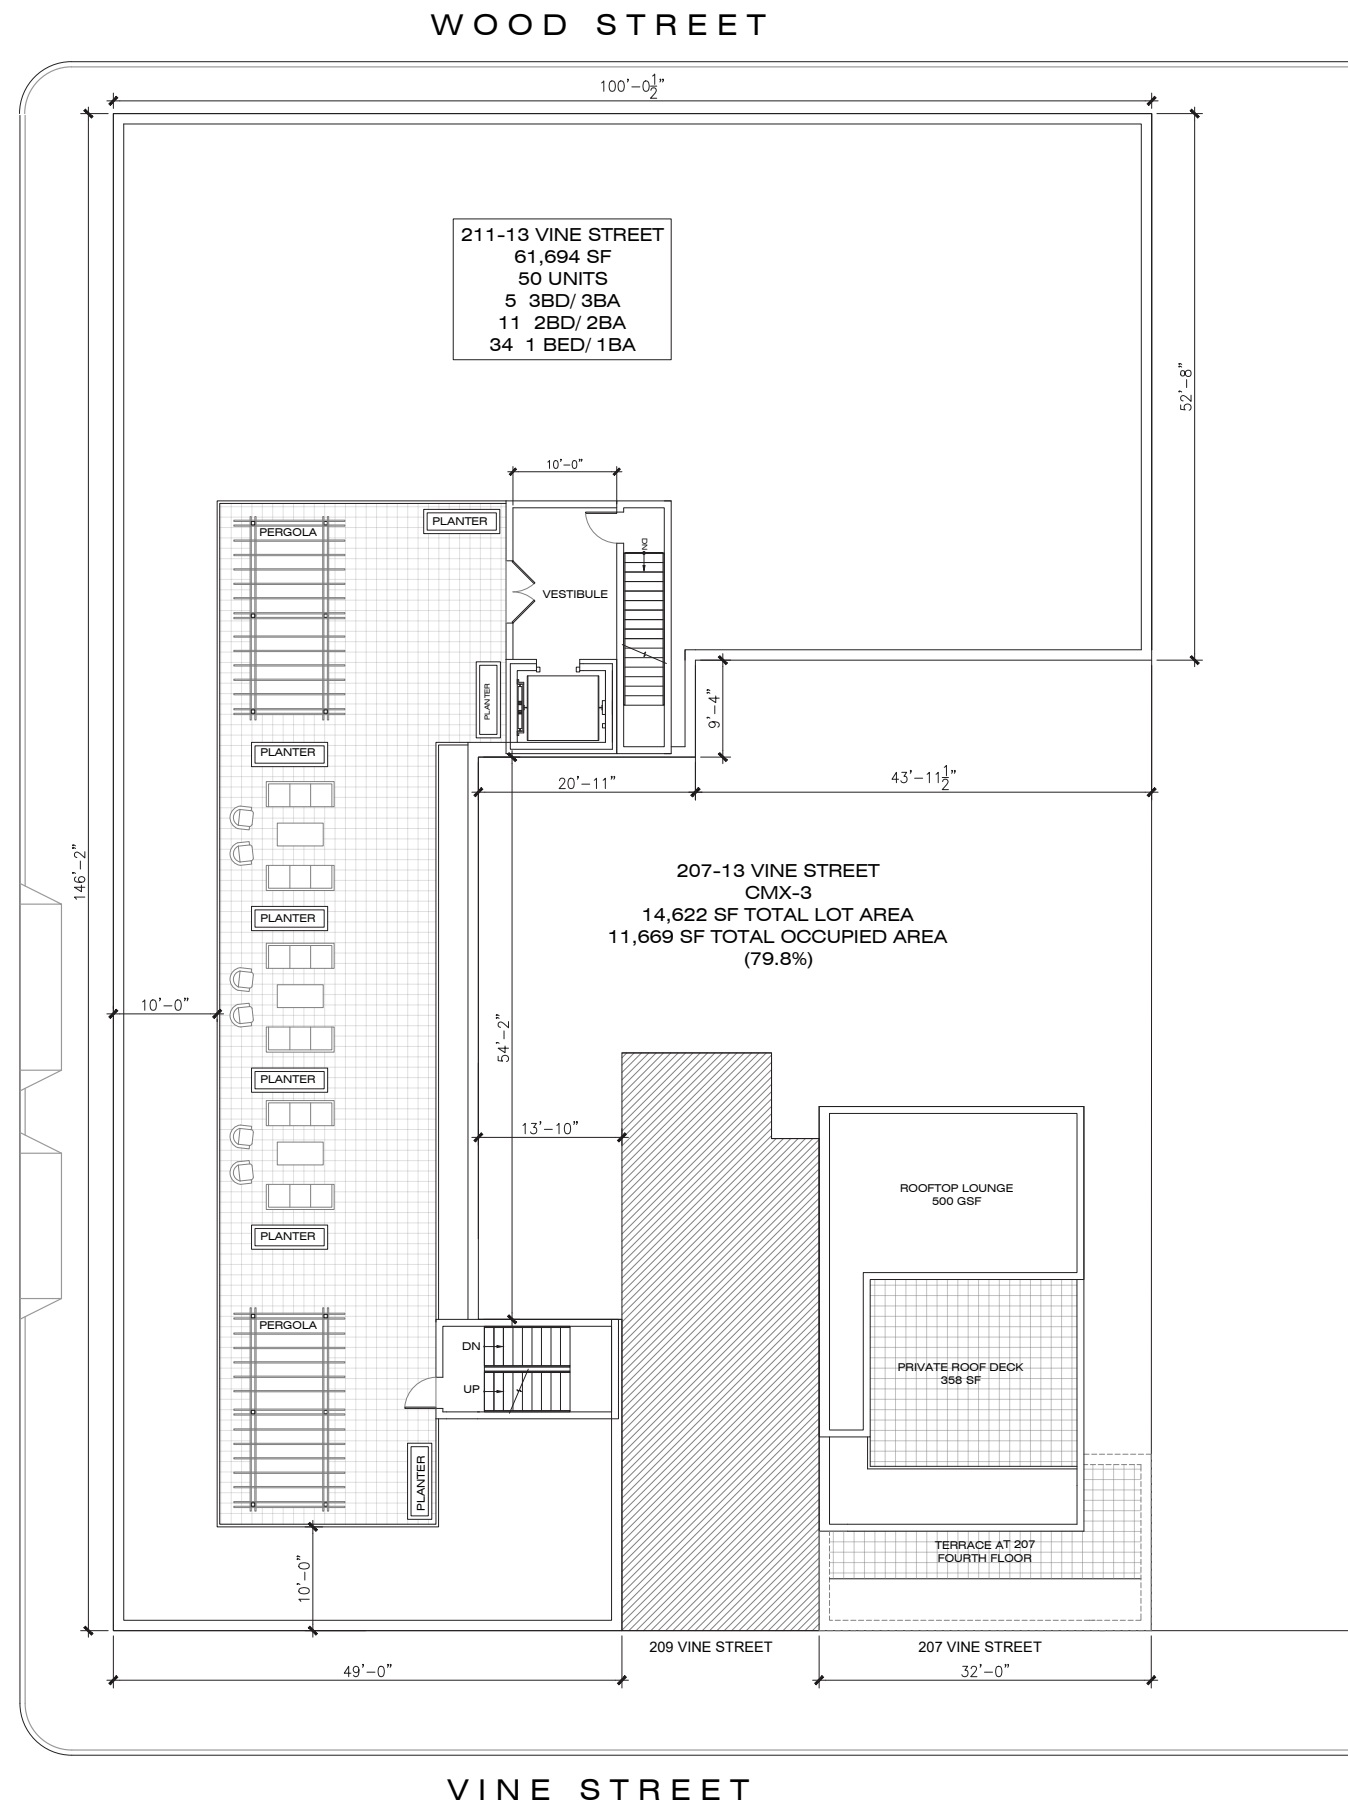 WOOD STREET
100'-0 1/2"
211-13 VINE STREET
61,694 SF
50 UNITS
5 3BD/ 3BA
11 2BD/ 2BA
34 1 BED/ 1BA
52'-8"
10'-0"
PLANTER
PERGOLA
DN
VESTIBULE
PLANTER
9'-4"
PLANTER
20'-11"
43'-11 1/2"
146'-2"
207-13 VINE STREET
CMX-3
14,622 SF TOTAL LOT AREA
11,669 SF TOTAL OCCUPIED AREA
(79.8%)
PLANTER
10'-0"
54'-2"
PLANTER
13'-10"
ROOFTOP LOUNGE
500 GSF
PLANTER
PERGOLA
DN
UP
PRIVATE ROOF DECK
358 SF
PLANTER
TERRACE AT 207
FOURTH FLOOR
10'-0"
209 VINE STREET
207 VINE STREET
49'-0"
32'-0"
VINE STREET